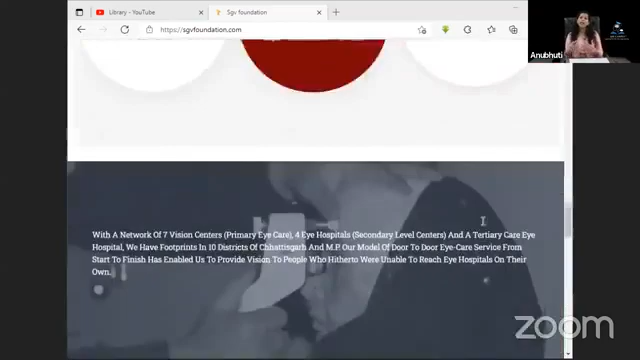 Library - YouTube
Sgv foundation
https://sgvfoundation.com
Anubhuti
With A Network Of 7 Vision Centers (Primary Eye Care), 4 Eye Hospitals (Secondary Level Centers) And A Tertiary Care Eye
Hospital, We Have Footprints In 10 Districts Of Chhattisgarh And M.P. Our Model Of Door To Door Eye-Care Service From
Start To Finish Has Enabled Us To Provide Vision To People Who Hitherto Were Unable To Reach Eye Hospitals On Their
Own.
zoom